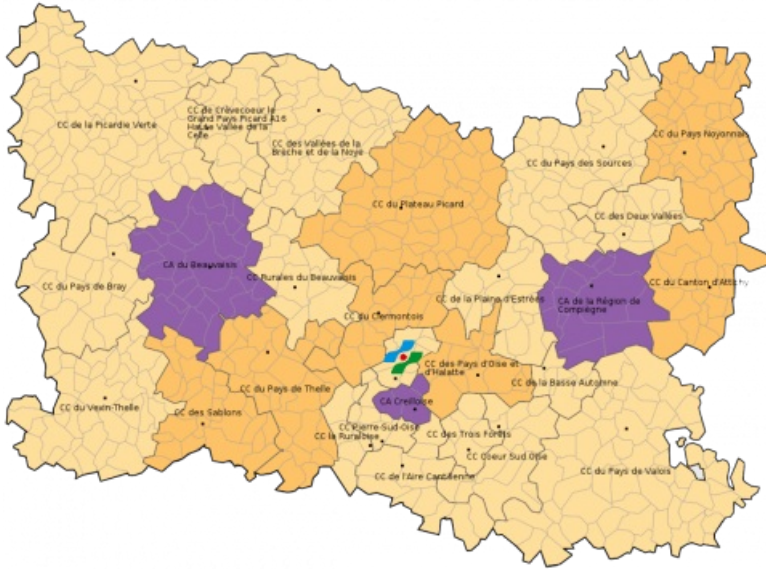 CC de Crèvecoeur le
Grand Pays Picard A16
Haute Vallée de la
Celle
CC de la Picardie Verte
CC des Vallées de la
Brèche et de la Noye
CC du Pays Noyonnais
CC du Pays des Sources
CC du Plateau Picard
CC des Deux Vallées
CA du Beauvaisis
CC Rurales du Beauvaisis
CC du Pays de Bray
CC du Canton d'Attichy
CC de la Plaine d'Estrées
CA de la Région de
Compiègne
CC du Clermontois
CC des Pays d'Oise et
d'Halatte
CC du Pays de Thelle
CC de la Basse Automne
CA Creilloise
CC du Vexin-Thelle
CC des Sablons
CC Pierre-Sud-Oise
CC la Ruraloise
CC des Trois Forêts
CC Coeur Sud Oise
CC de l'Aire Cantilienne
CC du Pays de Valois